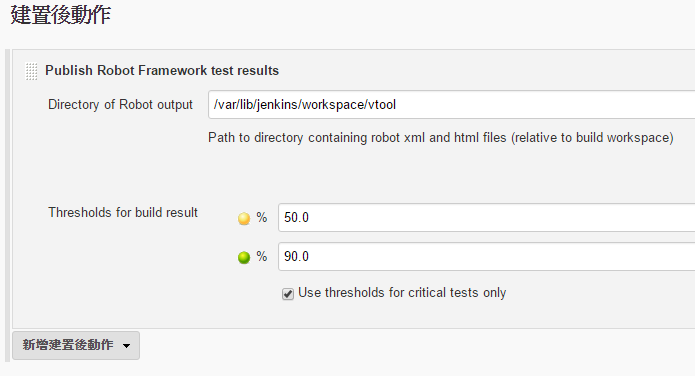 建置後動作
Publish Robot Framework test results
Directory of Robot output
/var/lib/jenkins/workspace/vtool
Path to directory containing robot xml and html files (relative to build workspace)
Thresholds for build result
% 50.0
% 90.0
Use thresholds for critical tests only
新增建置後動作